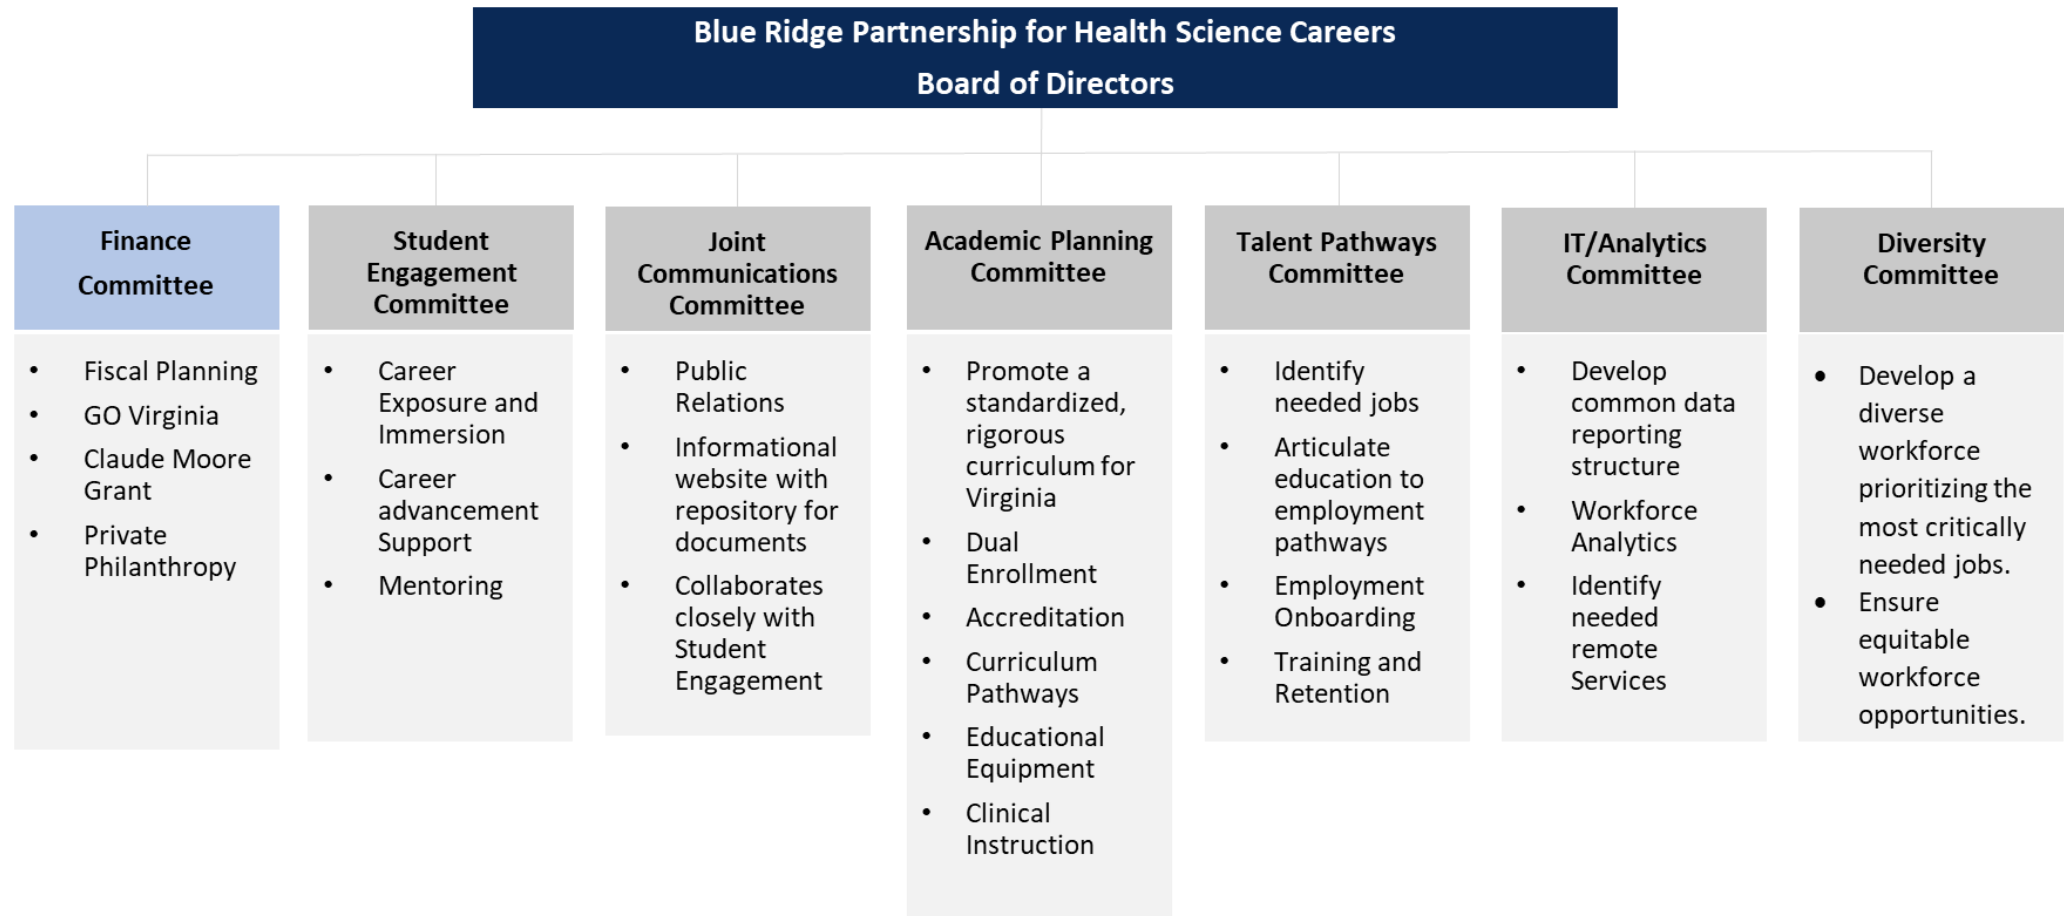 Blue Ridge Partnership for Health Science Careers
Board of Directors
Finance
Committee
• Fiscal Planning
• GO Virginia
• Claude Moore
Grant
• Private
Philanthropy
Student
Engagement
Committee
• Career
Exposure and
Immersion
• Career
advancement
Support
• Mentoring
Joint
Communications
Committee
• Public
Relations
• Informational
website with
repository for
documents
• Collaborates
closely with
Student
Engagement
Academic Planning
Committee
• Promote a
standardized,
rigorous
curriculum for
Virginia
• Dual
Enrollment
• Accreditation
• Curriculum
Pathways
• Educational
Equipment
• Clinical
Instruction
Talent Pathways
Committee
• Identify
needed jobs
• Articulate
education to
employment
pathways
• Employment
Onboarding
• Training and
Retention
IT/Analytics
Committee
• Develop
common data
reporting
structure
• Workforce
Analytics
• Identify
needed
remote
Services
Diversity
Committee
• Develop a
diverse
workforce
prioritizing the
most critically
needed jobs.
• Ensure
equitable
workforce
opportunities.